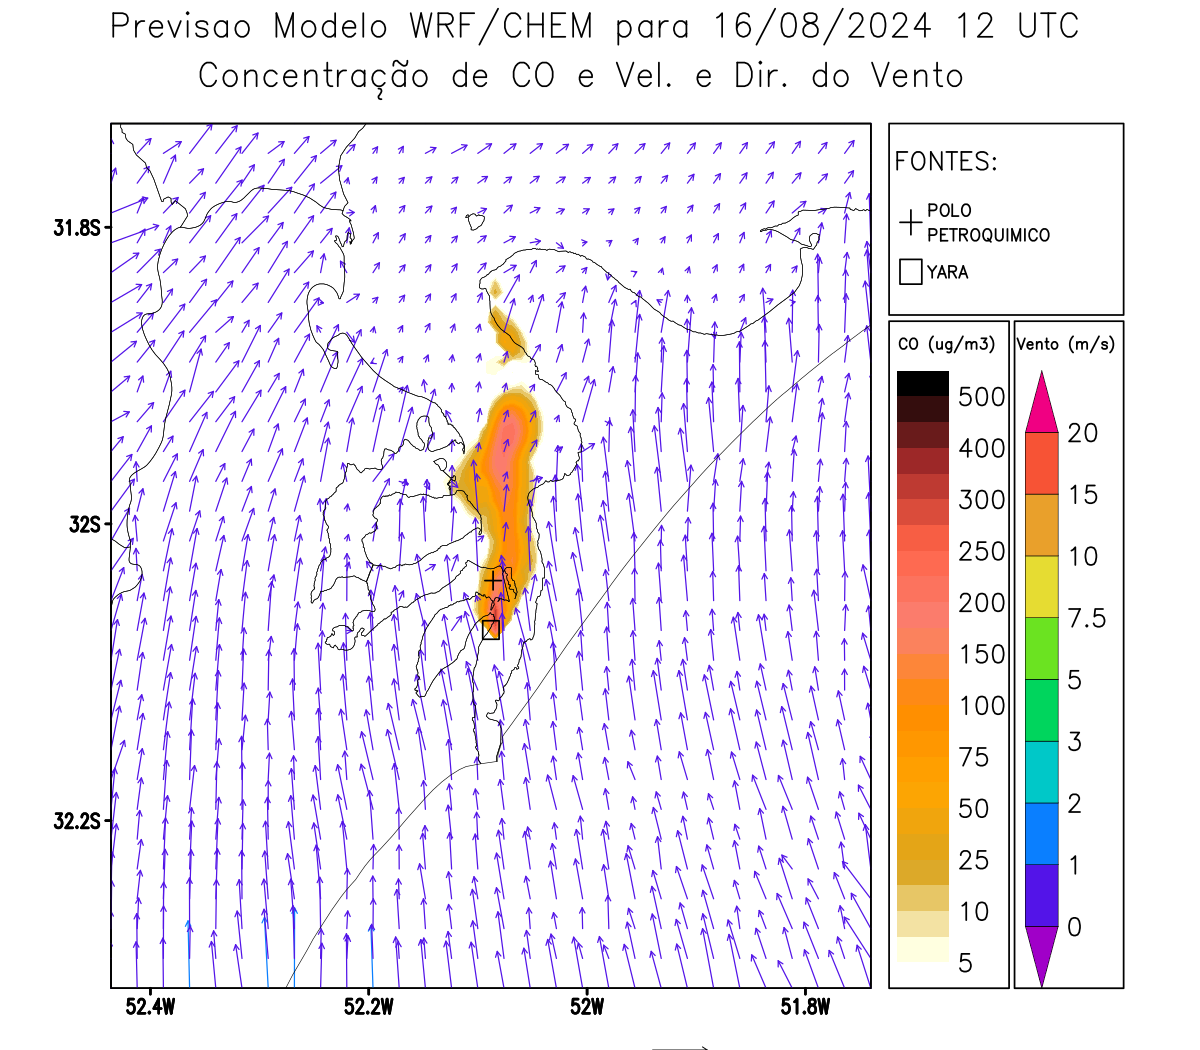 Previsao Modelo WRF/CHEM para 16/08/2024 12 UTC
Concentração de CO e Vel. e Dir. do Vento
FONTES:
POLO
PETROQUIMICO
YARA
CO (ug/m3)
500
400
300
250
200
150
100
75
50
25
10
5
Vento (m/s)
20
15
10
7.5
5
3
2
1
0
31.8S
32S
32.2S
52.4W
52.2W
52W
51.8W